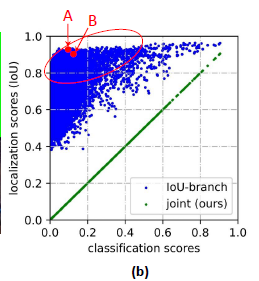 A
B
1.0
0.8
0.6
0.4
0.2
0.0
localization scores (IoU)
IoU-branch
joint (ours)
0.0 0.2 0.4 0.6 0.8 1.0
classification scores
(b)